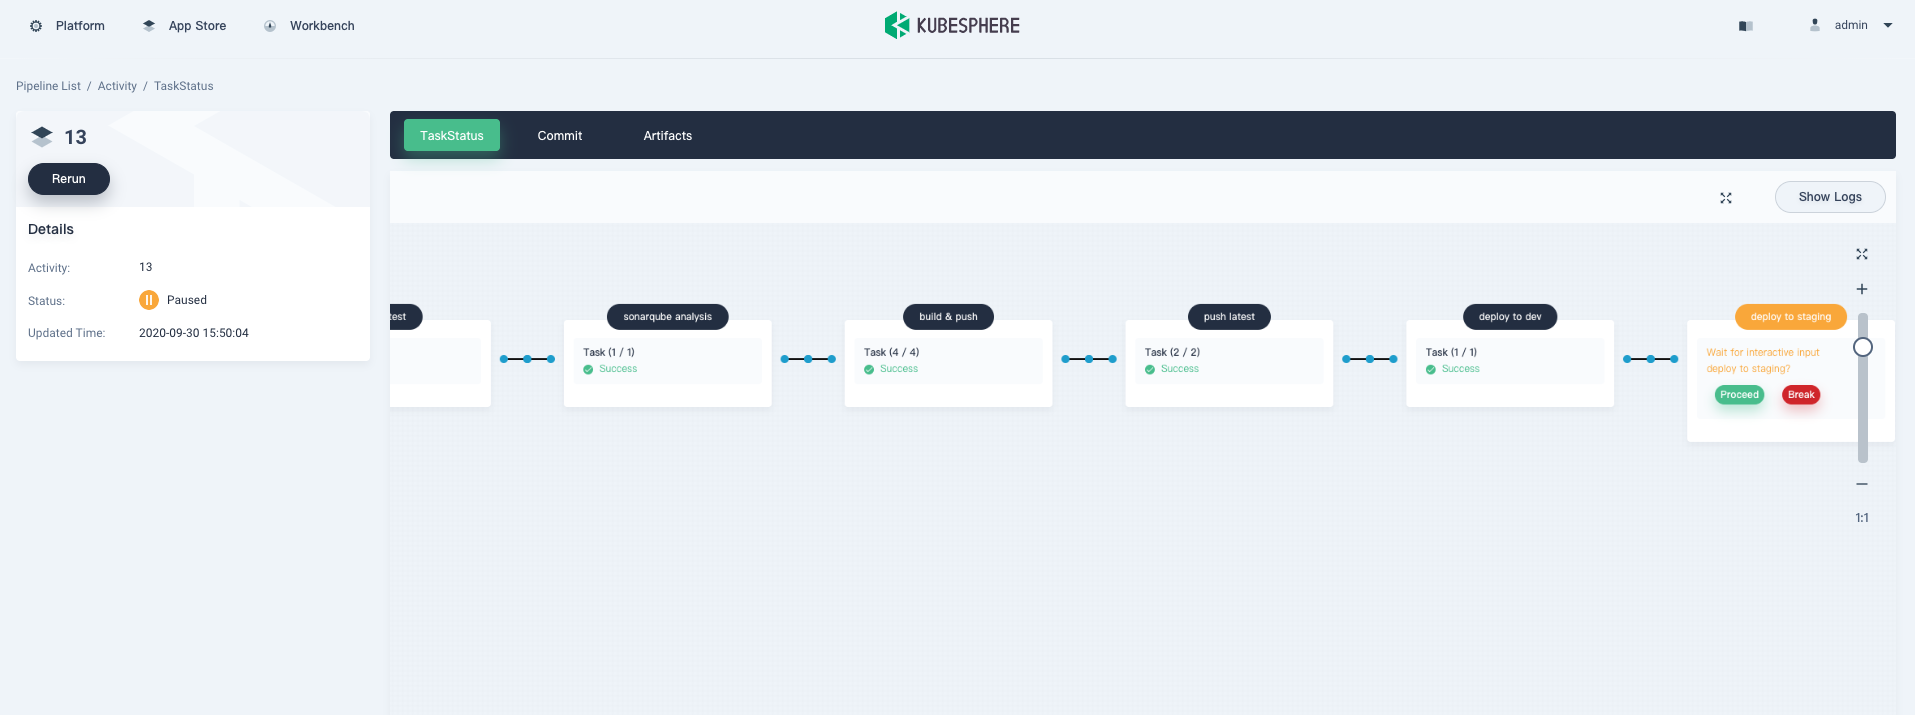 Platform
App Store
Workbench
KUBESPHERE
admin
Pipeline List / Activity / TaskStatus
13
Rerun
Details
Activity: 13
Status: Paused
Updated Time: 2020-09-30 15:50:04
TaskStatus
Commit
Artifacts
Show Logs
sonarqube analysis
Task (1 / 1)
Success
build & push
Task (4 / 4)
Success
push latest
Task (2 / 2)
Success
deploy to dev
Task (1 / 1)
Success
deploy to staging
Wait for interactive input
deploy to staging?
Proceed
Break
1:1